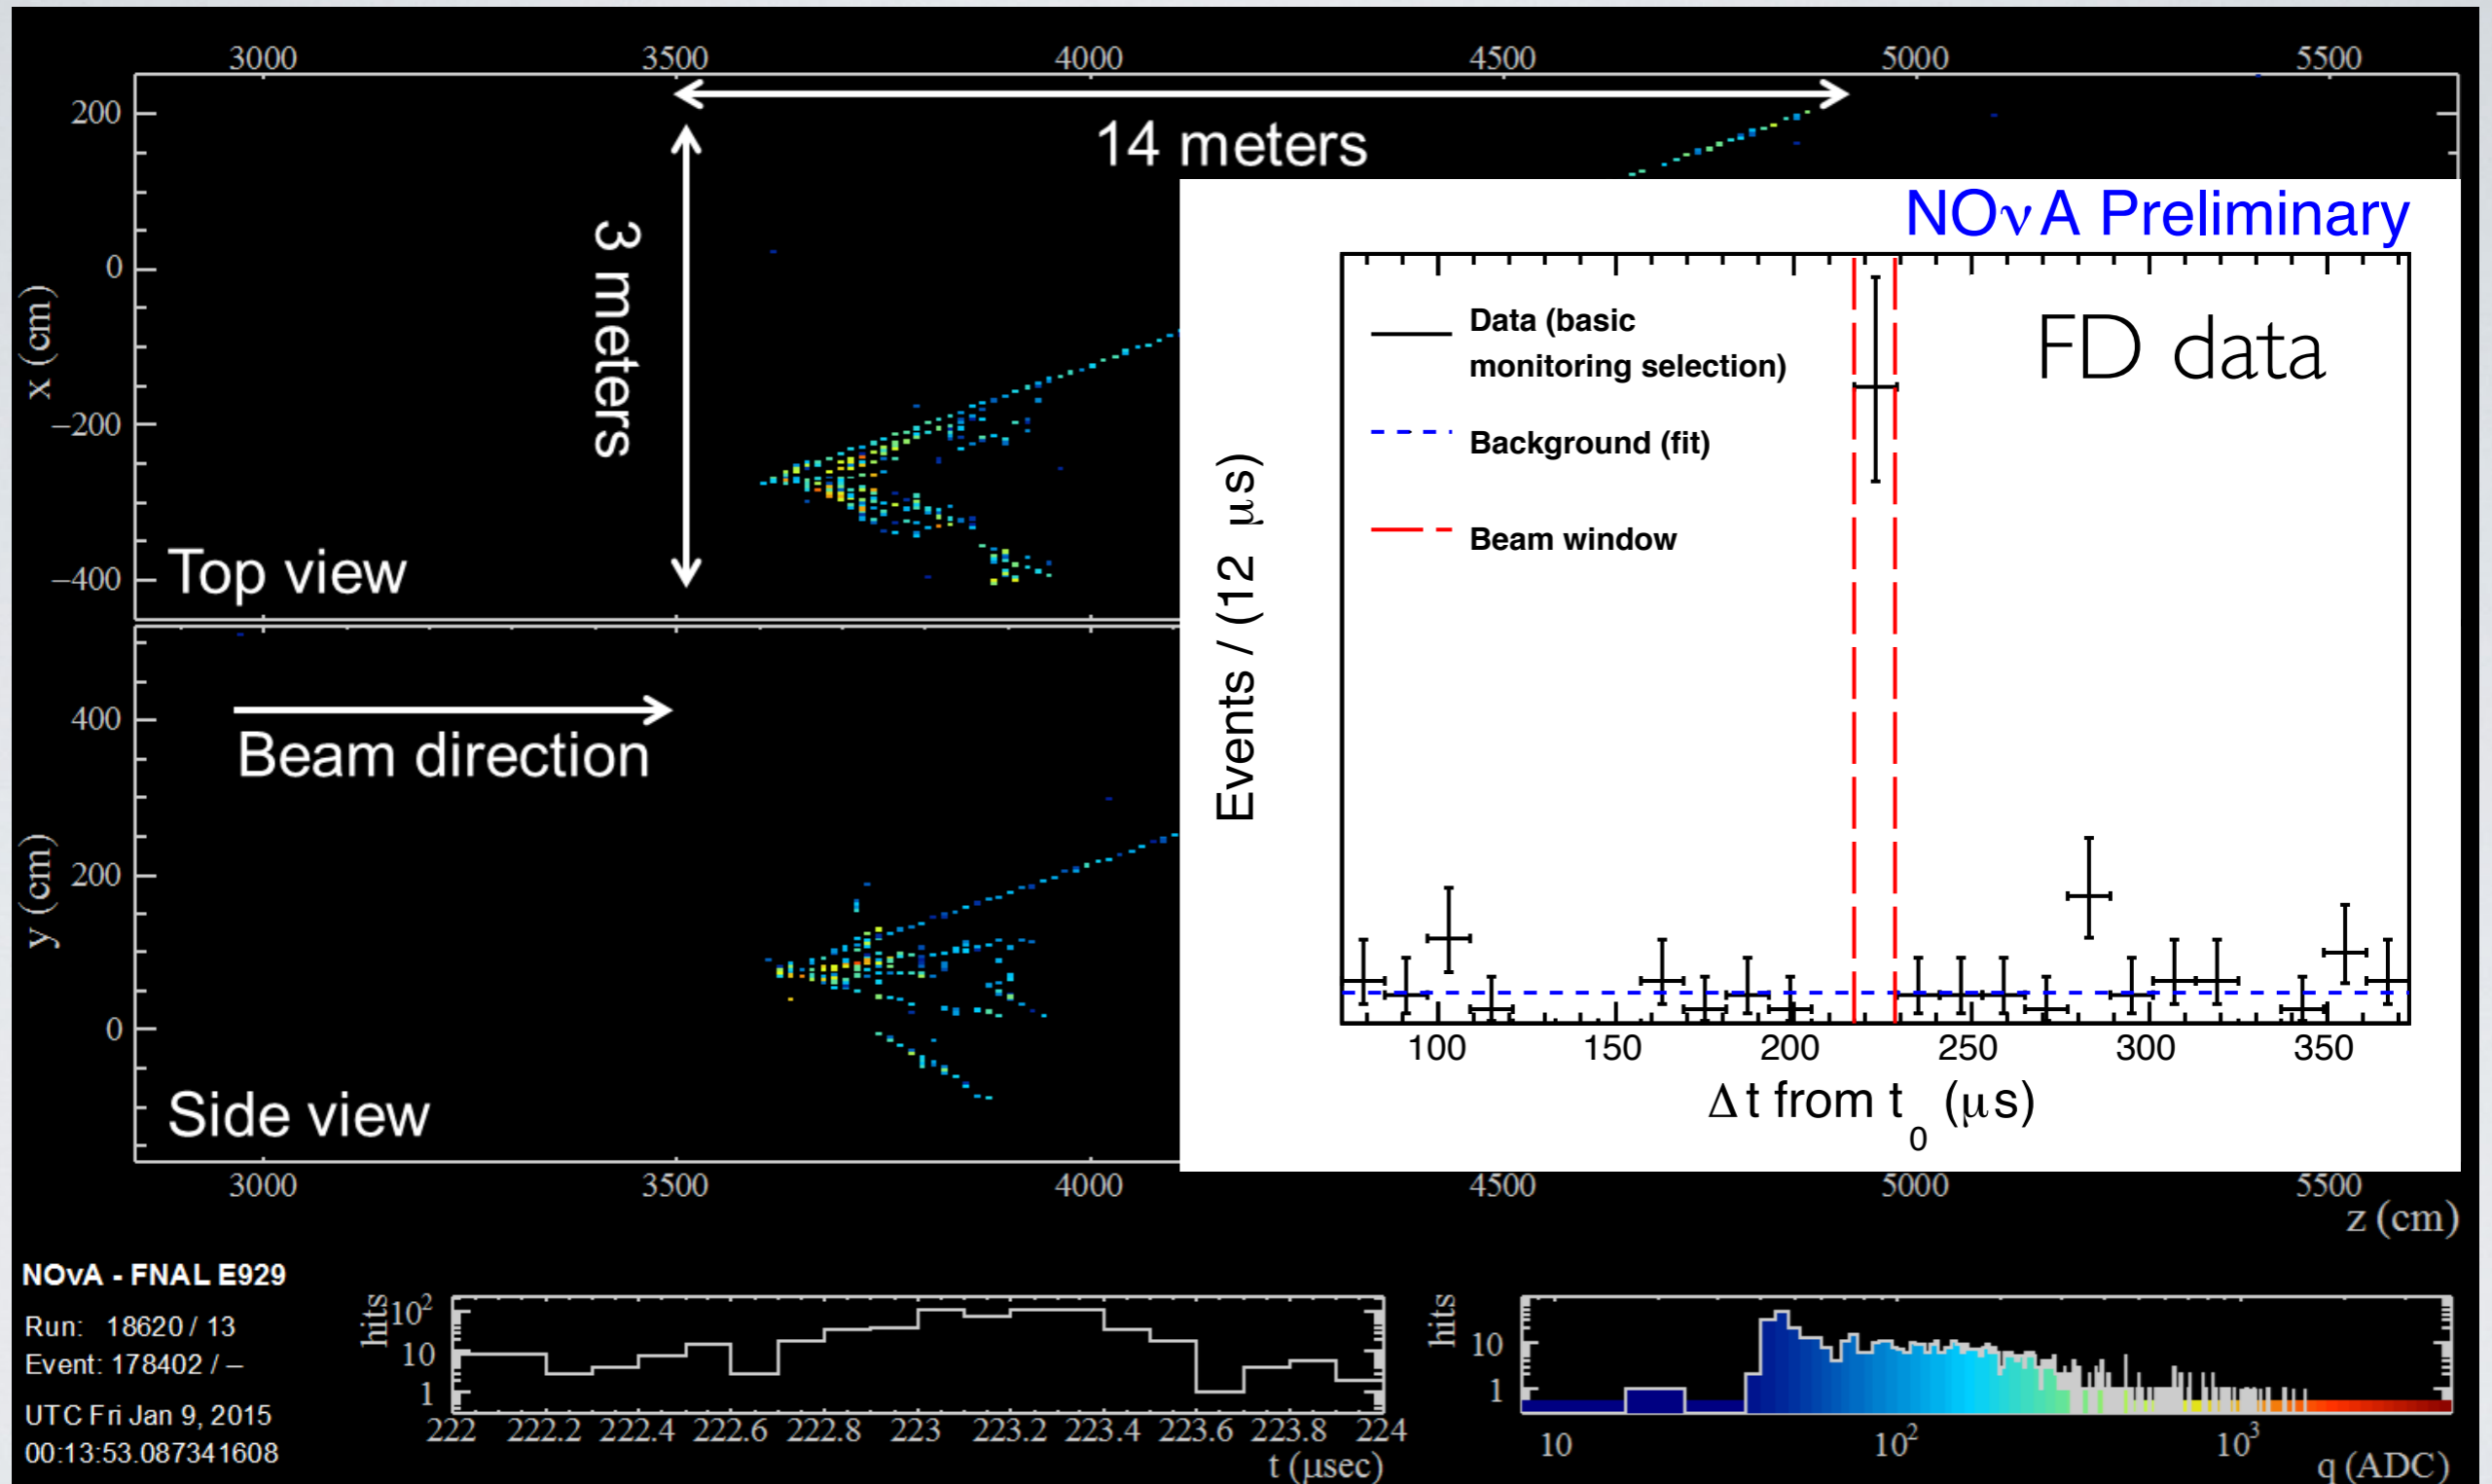 3000 3500 4000 4500 5000 5500
200
0
−200
−400
x (cm)
14 meters
3 meters
Top view
NOνA Preliminary
Data (basic
monitoring selection)
Background (fit)
Beam window
FD data
Events / (12 μs)
100 150 200 250 300 350
Δt from t0 (μs)
400
200
0
y (cm)
Beam direction
Side view
3000 3500 4000 4500 5000 5500
z (cm)
NOvA - FNAL E929
Run: 18620 / 13
Event: 178402 / –
UTC Fri Jan 9, 2015
00:13:53.087341608
hits
10²
10
1
222 222.2 222.4 222.6 222.8 223 223.2 223.4 223.6 223.8 224
t (μsec)
hits
10
1
10 10² 10³
q (ADC)